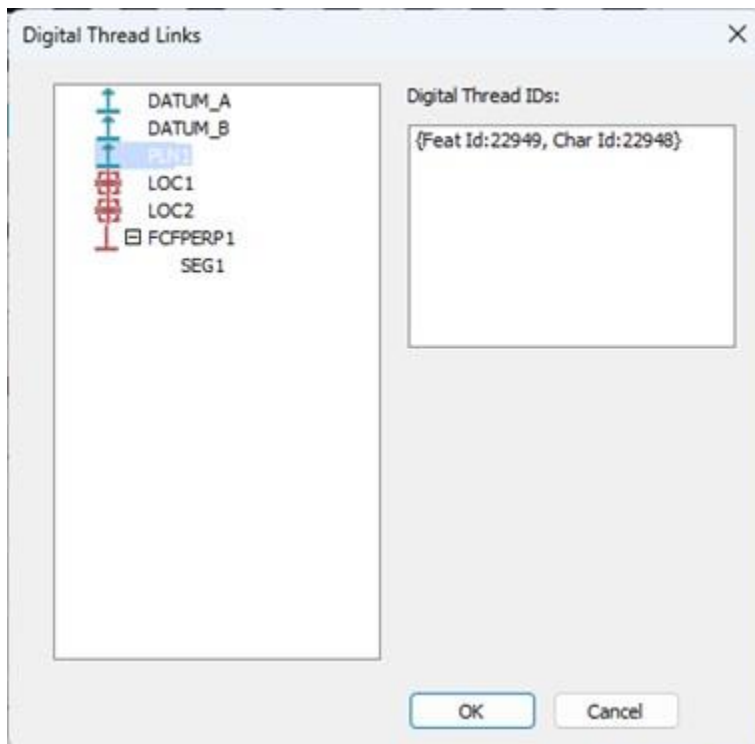 Digital Thread Links
DATUM_A
DATUM_B
PLN1
LOC1
LOC2
FCFPERP1
SEG1
Digital Thread IDs:
{Feat Id:22949, Char Id:22948}
OK
Cancel